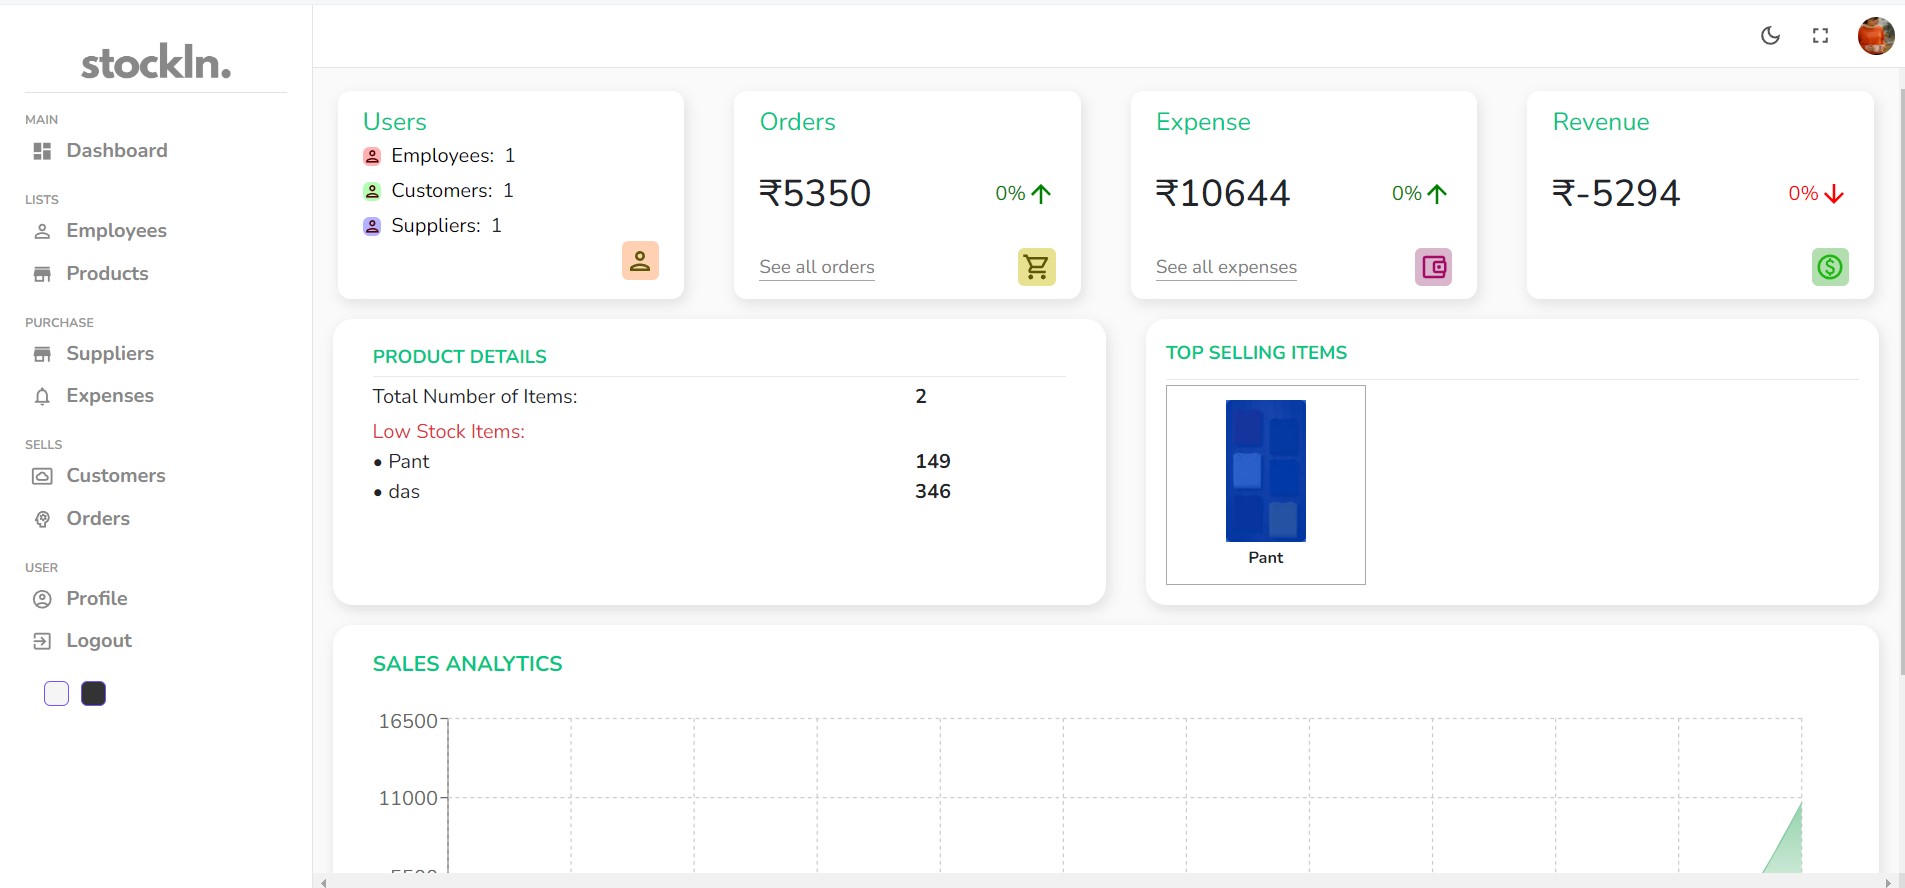 stockIn.
MAIN
Dashboard
LISTS
Employees
Products
PURCHASE
Suppliers
Expenses
SELLS
Customers
Orders
USER
Profile
Logout
Users
Employees: 1
Customers: 1
Suppliers: 1
Orders
₹5350
0%
See all orders
Expense
₹10644
0%
See all expenses
Revenue
₹-5294
0%
PRODUCT DETAILS
Total Number of Items: 2
Low Stock Items:
• Pant 149
• das 346
TOP SELLING ITEMS
Pant
SALES ANALYTICS
16500
11000
5500